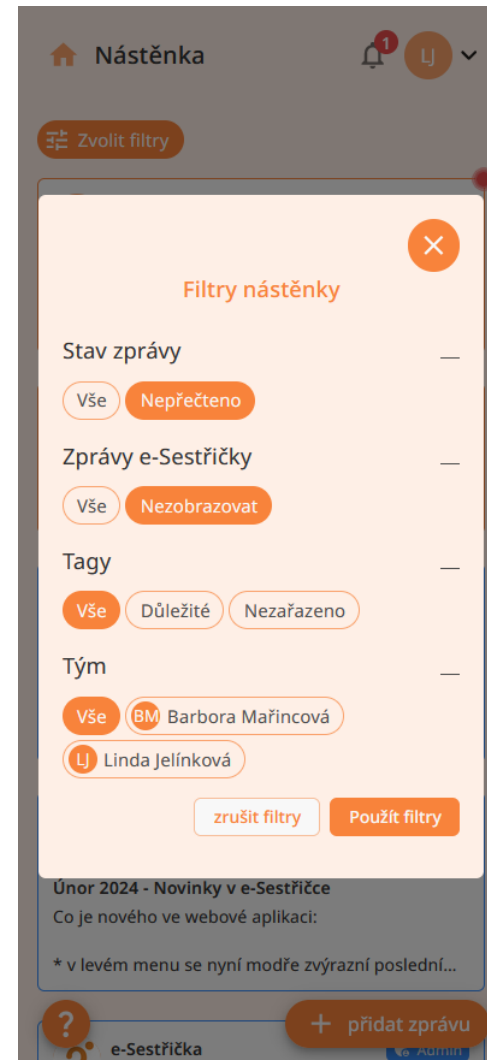 Nástěnka
1
LJ
Zvolit filtry
Filtry nástěnky
Stav zprávy
Vše Nepřečteno
Zprávy e-Sestřičky
Vše Nezobrazovat
Tagy
Vše Důležité Nezařazeno
Tým
Vše BM Barbora Mařincová
LJ Linda Jelínková
zrušit filtry Použít filtry
Únor 2024 - Novinky v e-Sestřičce
Co je nového ve webové aplikaci:
* v levém menu se nyní modře zvýrazní poslední...
? + přidat zprávu
e-Sestřička Admin